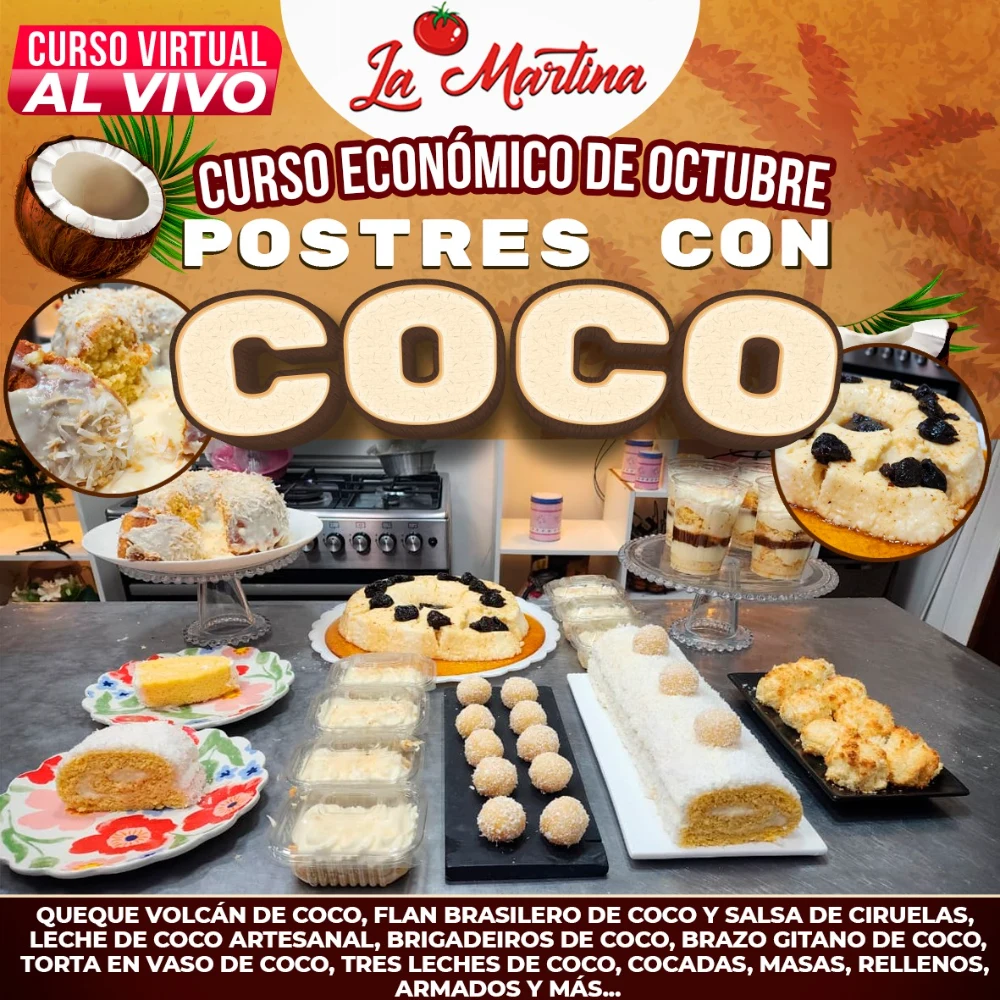 CURSO VIRTUAL
AL VIVO
La Martina
CURSO ECONÓMICO DE OCTUBRE
POSTRES CON
COCO
QUEQUE VOLCÁN DE COCO, FLAN BRASILERO DE COCO Y SALSA DE CIRUELAS,
LECHE DE COCO ARTESANAL, BRIGADEIROS DE COCO, BRAZO GITANO DE COCO,
TORTA EN VASO DE COCO, TRES LECHES DE COCO, COCADAS, MASAS, RELLENOS,
ARMADOS Y MÁS...